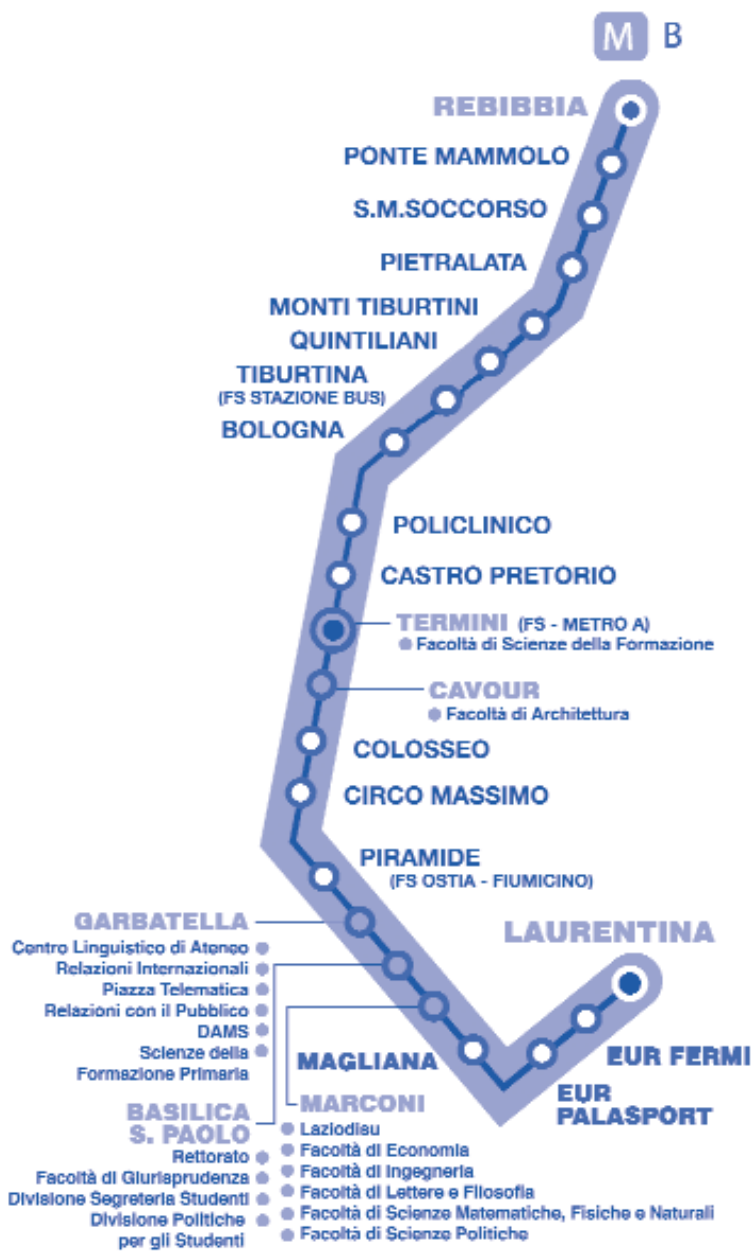 M B
REBIBBIA
PONTE MAMMOLO
S.M.SOCCORSO
PIETRALATA
MONTI TIBURTINI
QUINTILIANI
TIBURTINA
(FS STAZIONE BUS)
BOLOGNA
POLICLINICO
CASTRO PRETORIO
TERMINI (FS - METRO A)
Facoltà di Scienze della Formazione
CAVOUR
Facoltà di Architettura
COLOSSEO
CIRCO MASSIMO
PIRAMIDE
(FS OSTIA - FIUMICINO)
GARBATELLA
Centro Linguistico di Ateneo
Relazioni Internazionali
Piazza Telematica
Relazioni con il Pubblico
DAMS
Scienze della
Formazione Primaria
LAURENTINA
EUR FERMI
EUR
PALASPORT
MAGLIANA
BASILICA
S. PAOLO
Rettorato
Facoltà di Giurisprudenza
Divisione Segreteria Studenti
Divisione Politiche
per gli Studenti
MARCONI
Laziodisu
Facoltà di Economia
Facoltà di Ingegneria
Facoltà di Lettere e Filosofia
Facoltà di Scienze Matematiche, Fisiche e Naturali
Facoltà di Scienze Politiche